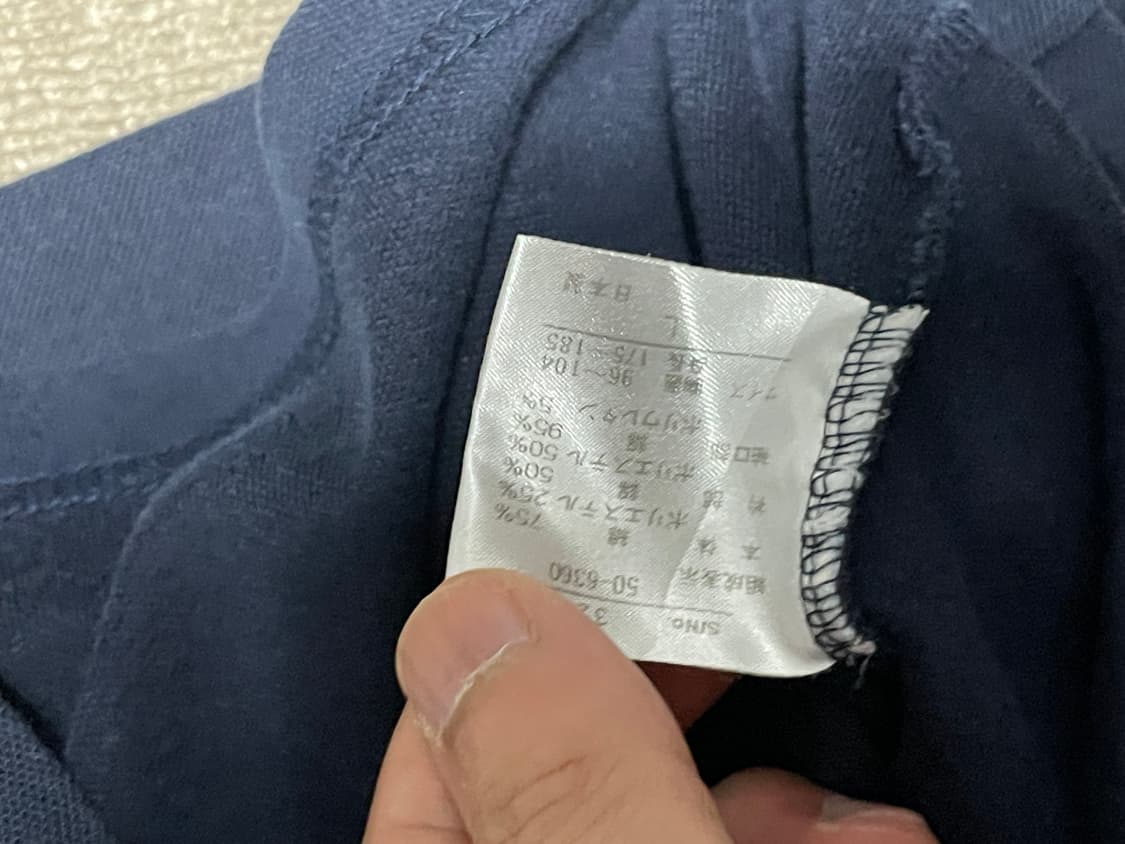 S/No.
50-6360
組成表示
本体 綿 75%
ポリエステル 25%
衿部 綿 50%
ポリエステル 50%
袖口部 綿 95%
ポリウレタン 5%
サイズ 胸囲 96~104
身長 175~185
L
日本製